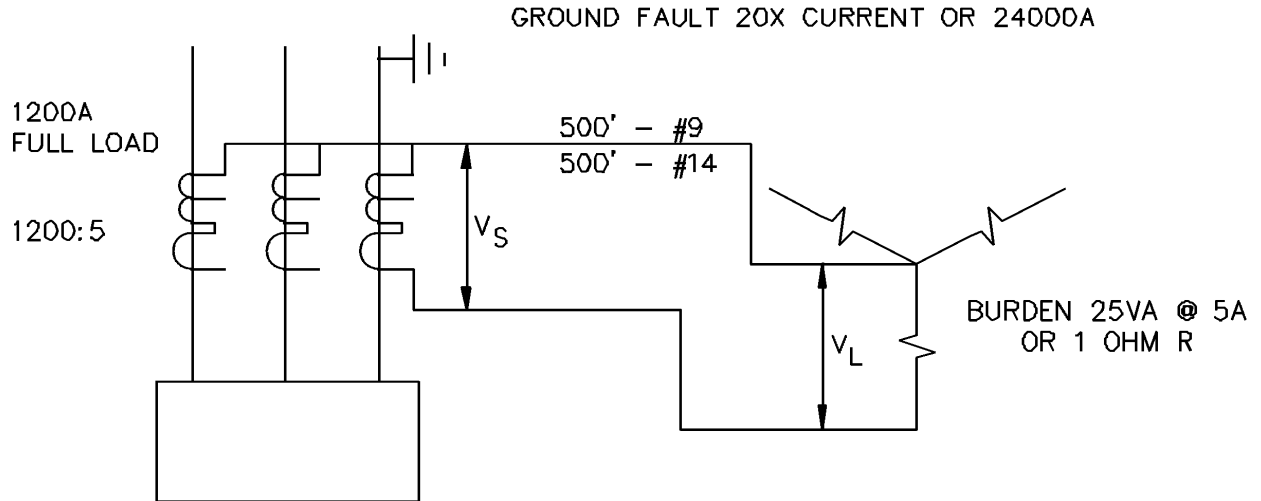 GROUND FAULT 20X CURRENT OR 24000A
1200A
FULL LOAD
500' - #9
500' - #14
1200:5
VS
BURDEN 25VA @ 5A
OR 1 OHM R
VL